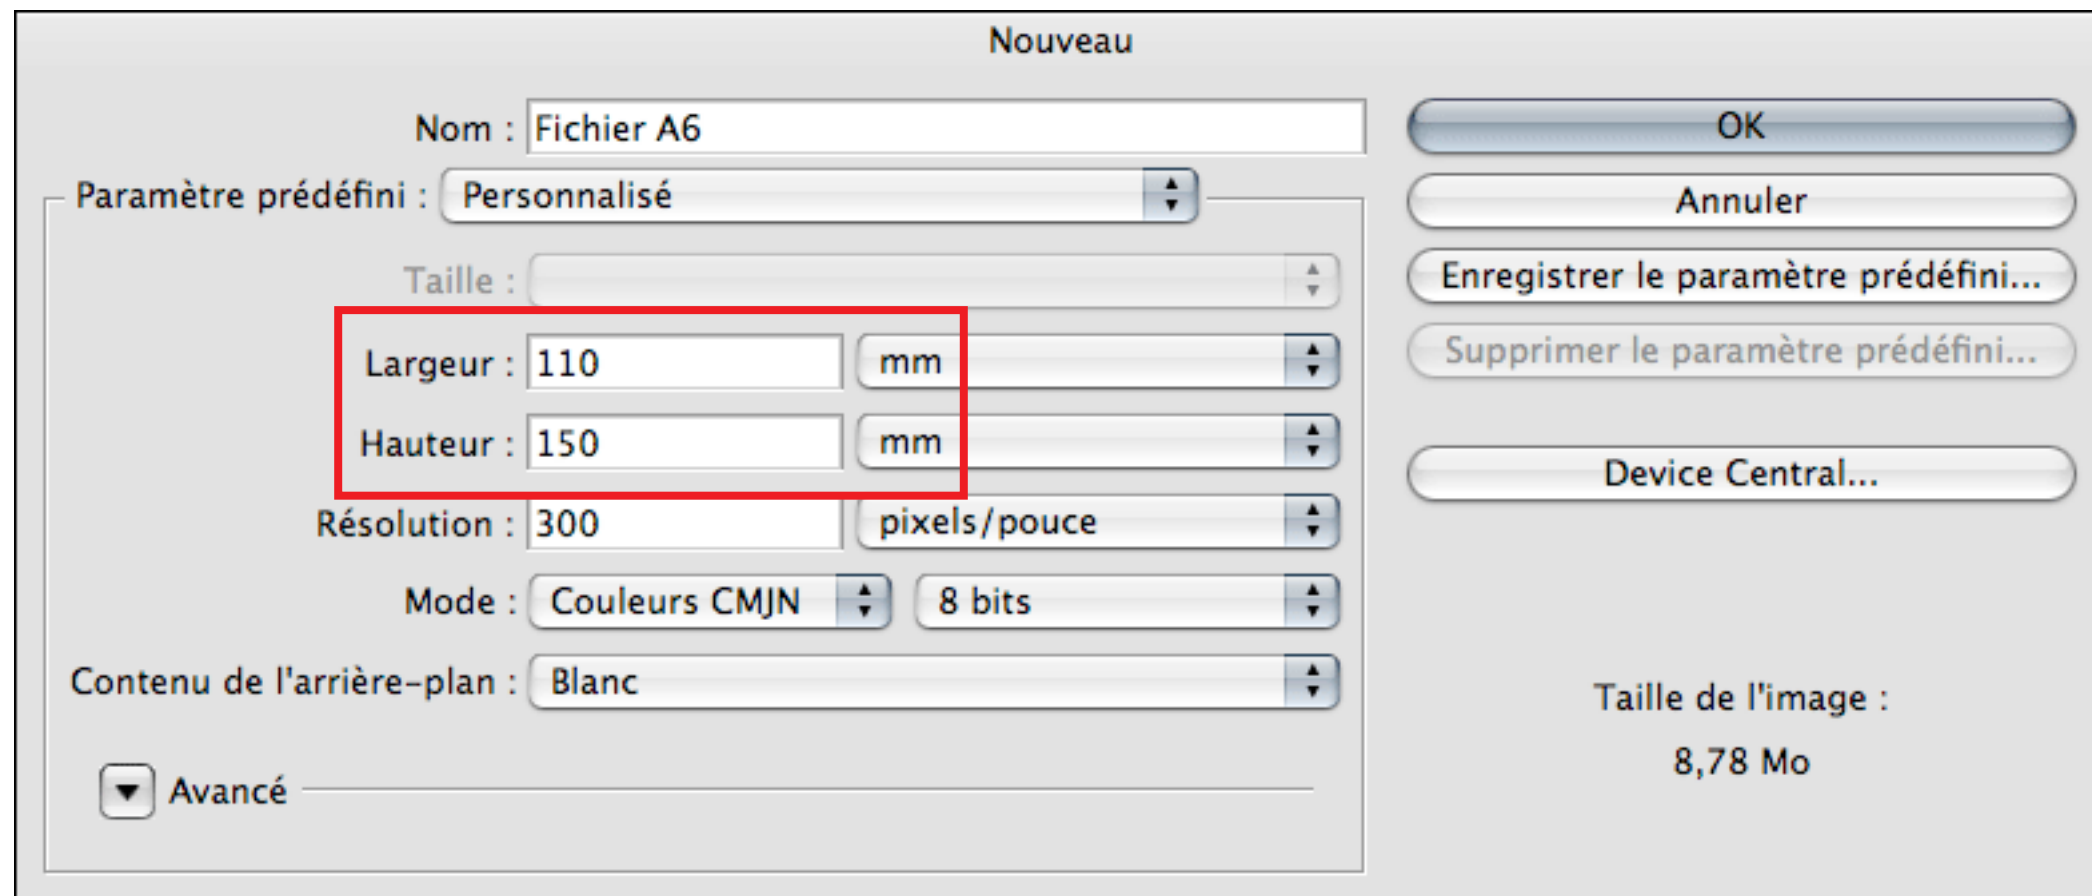 Nouveau
Nom : Fichier A6
Paramètre prédéfini : Personnalisé
Taille :
Largeur : 110 mm
Hauteur : 150 mm
Résolution : 300 pixels/pouce
Mode : Couleurs CMJN 8 bits
Contenu de l'arrière-plan : Blanc
Avancé
OK
Annuler
Enregistrer le paramètre prédéfini...
Supprimer le paramètre prédéfini...
Device Central...
Taille de l'image :
8,78 Mo